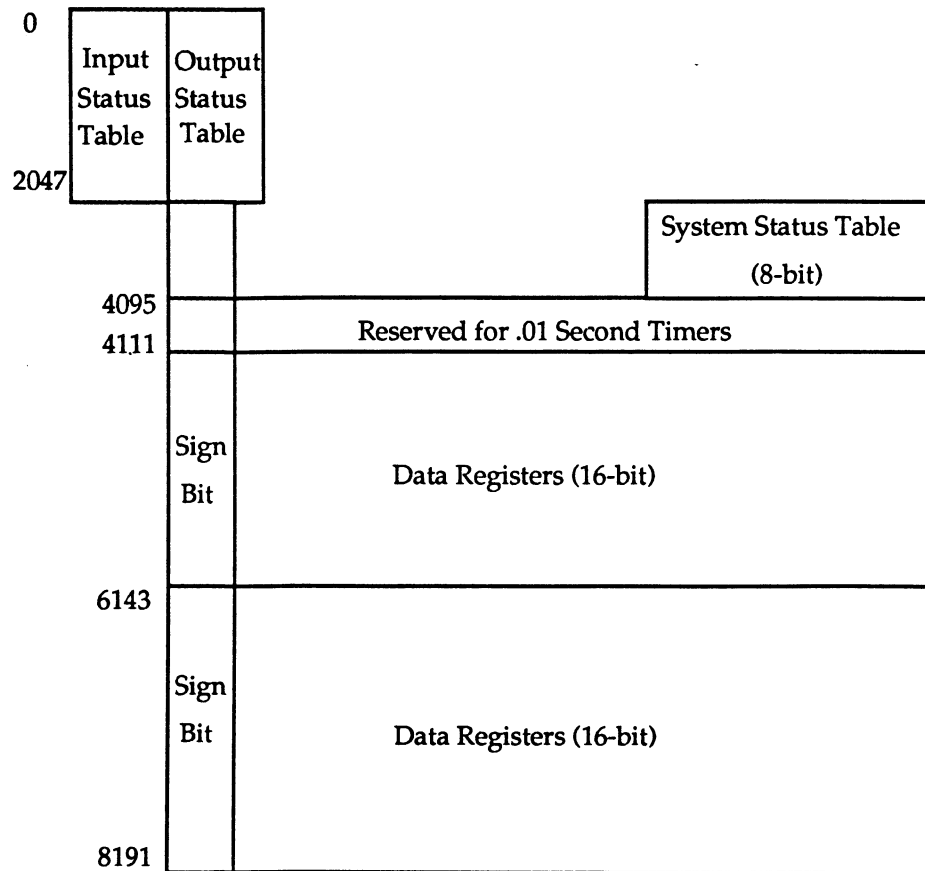 0
Input
Status
Table
Output
Status
Table
2047
System Status Table
(8-bit)
4095
4111
Reserved for .01 Second Timers
Sign
Bit
Data Registers (16-bit)
6143
Sign
Bit
Data Registers (16-bit)
8191